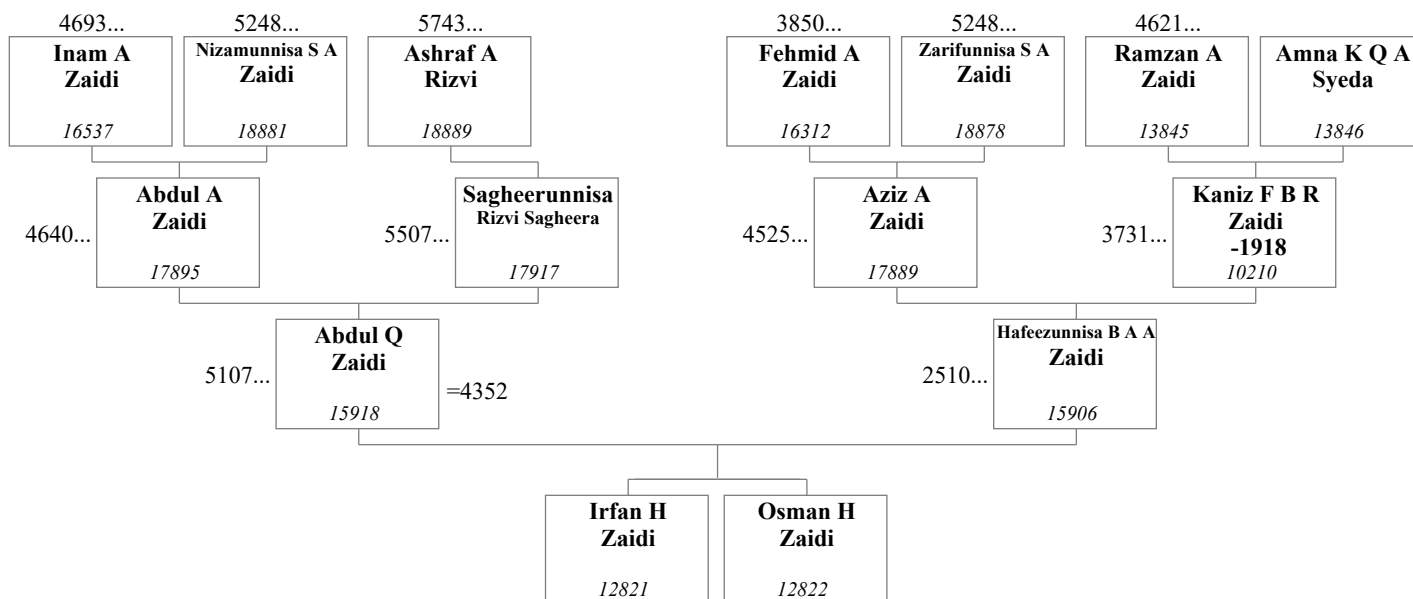 4693...
5248...
5743...
3850...
5248...
4621...
Inam A
Zaidi
16537
Nizamunnisa S A
Zaidi
18881
Ashraf A
Rizvi
18889
Fehmid A
Zaidi
16312
Zarifunnisa S A
Zaidi
18878
Ramzan A
Zaidi
13845
Amna K Q A
Syeda
13846
4640...
Abdul A
Zaidi
17895
5507...
Sagheerunnisa
Rizvi Sagheera
17917
4525...
Aziz A
Zaidi
17889
3731...
Kaniz F B R
Zaidi
-1918
10210
5107...
Abdul Q
Zaidi
15918
=4352
2510...
Hafeezunnisa B A A
Zaidi
15906
Irfan H
Zaidi
12821
Osman H
Zaidi
12822